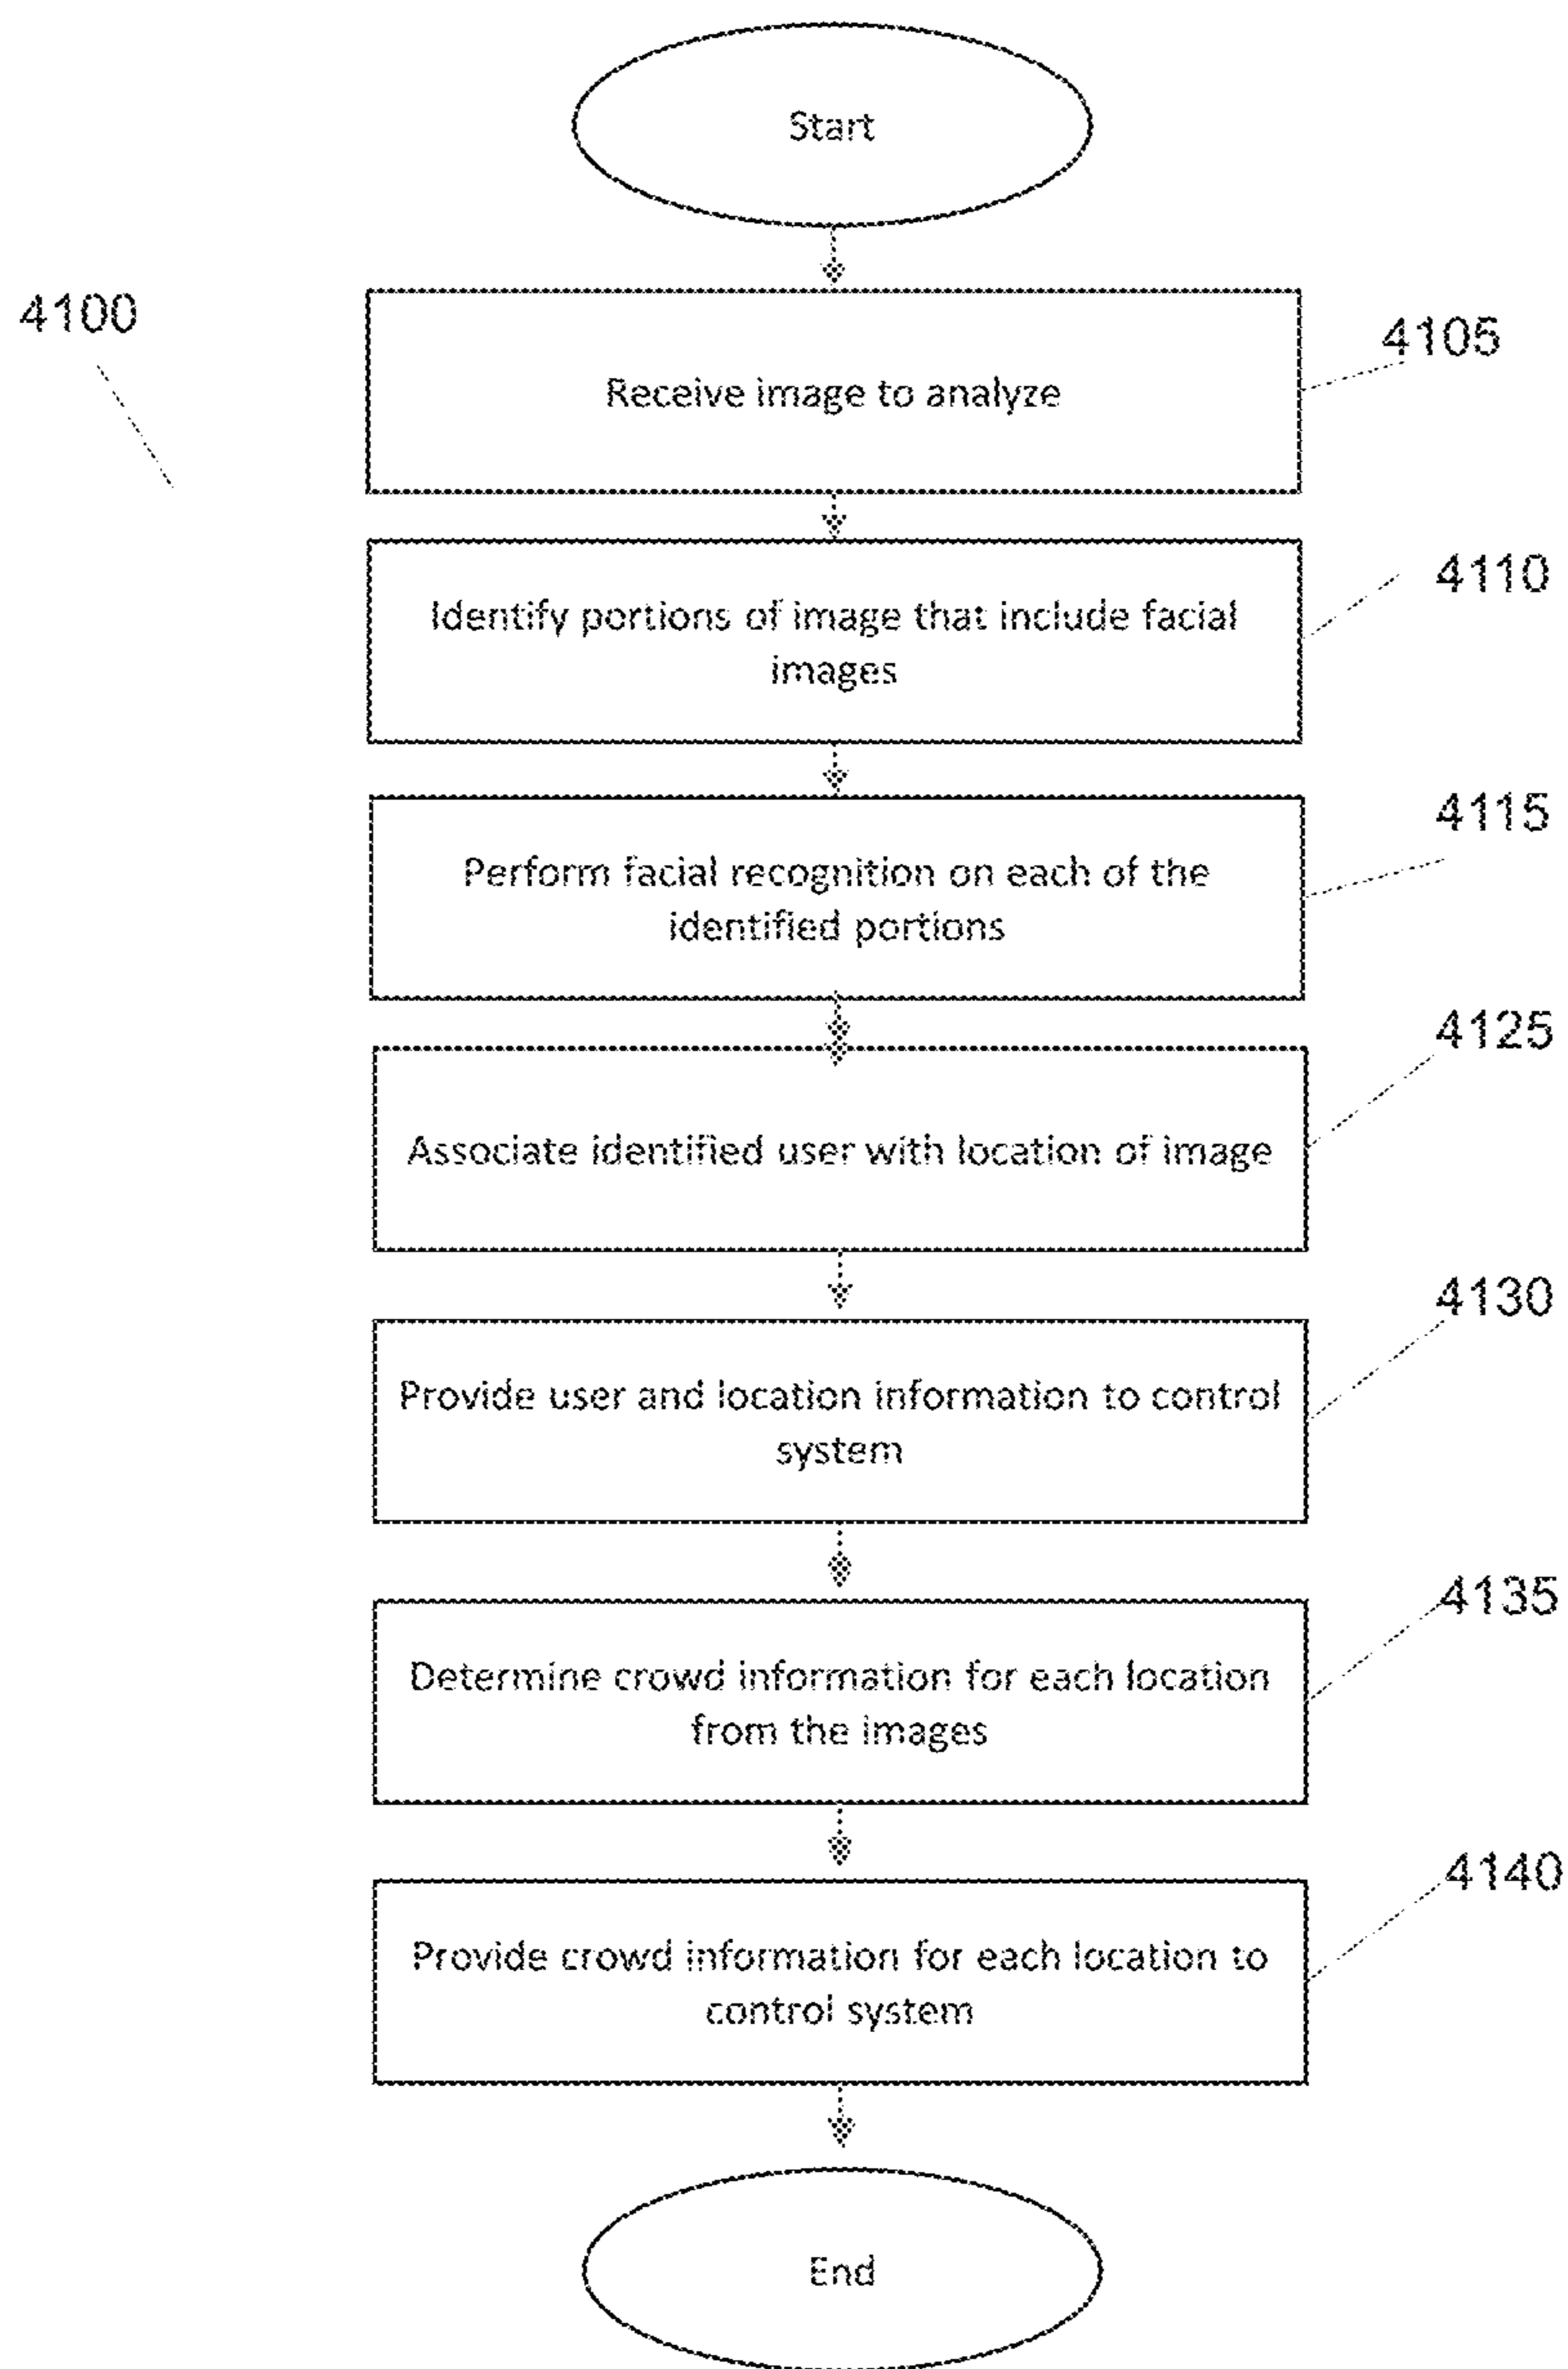 Start
4100
4105
Receive image to analyze
4110
Identify portions of image that include facial
images
4115
Perform facial recognition on each of the
identified portions
4125
Associate identified user with location of image
4130
Provide user and location information to control
system
4135
Determine crowd information for each location
from the images
4140
Provide crowd information for each location to
control system
End